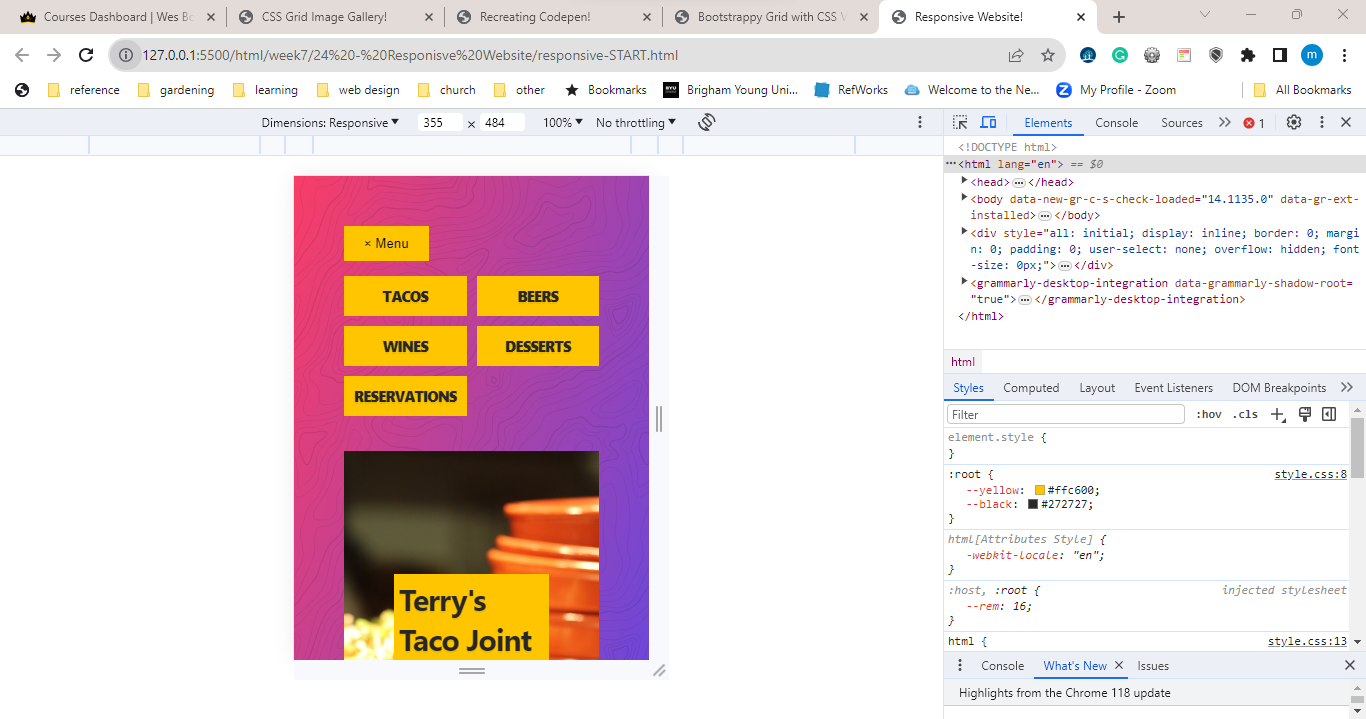 Courses Dashboard | Wes Bo
CSS Grid Image Gallery!
Recreating Codepen!
Bootstrappy Grid with CSS V
Responsive Website!
127.0.0.1:5500/html/week7/24%20-%20Responisve%20Website/responsive-START.html
m
reference
gardening
learning
web design
church
other
Bookmarks
BYU
Brigham Young Uni...
RefWorks
Welcome to the Ne...
Z
My Profile - Zoom
All Bookmarks
Dimensions: Responsive
355
×
484
100%
No throttling
Elements
Console
Sources
1
× Menu
TACOS
BEERS
WINES
DESSERTS
RESERVATIONS
Terry's
Taco Joint
<!DOCTYPE html>
<html lang="en"> == $0
<head>…</head>
<body data-new-gr-c-s-check-loaded="14.1135.0" data-gr-ext-
installed>…</body>
<div style="all: initial; display: inline; border: 0; margi
n: 0; padding: 0; user-select: none; overflow: hidden; font
-size: 0px;">…</div>
<grammarly-desktop-integration data-grammarly-shadow-root=
"true">…</grammarly-desktop-integration>
</html>
html
Styles
Computed
Layout
Event Listeners
DOM Breakpoints
Filter
:hov
.cls
element.style {
}
:root {
style.css:8
--yellow: #ffc600;
--black: #272727;
}
html[Attributes Style] {
-webkit-locale: "en";
}
:host, :root {
injected stylesheet
--rem: 16;
}
html {
style.css:13
Console
What's New
Issues
Highlights from the Chrome 118 update